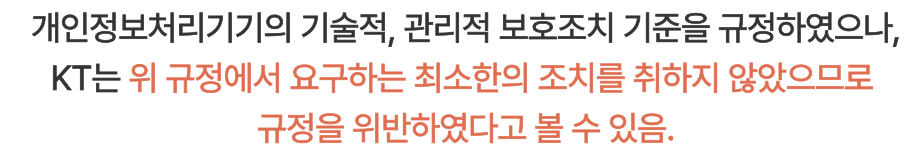 개인정보처리기기의 기술적, 관리적 보호조치 기준을 규정하였으나,
KT는 위 규정에서 요구하는 최소한의 조치를 취하지 않았으므로
규정을 위반하였다고 볼 수 있음.